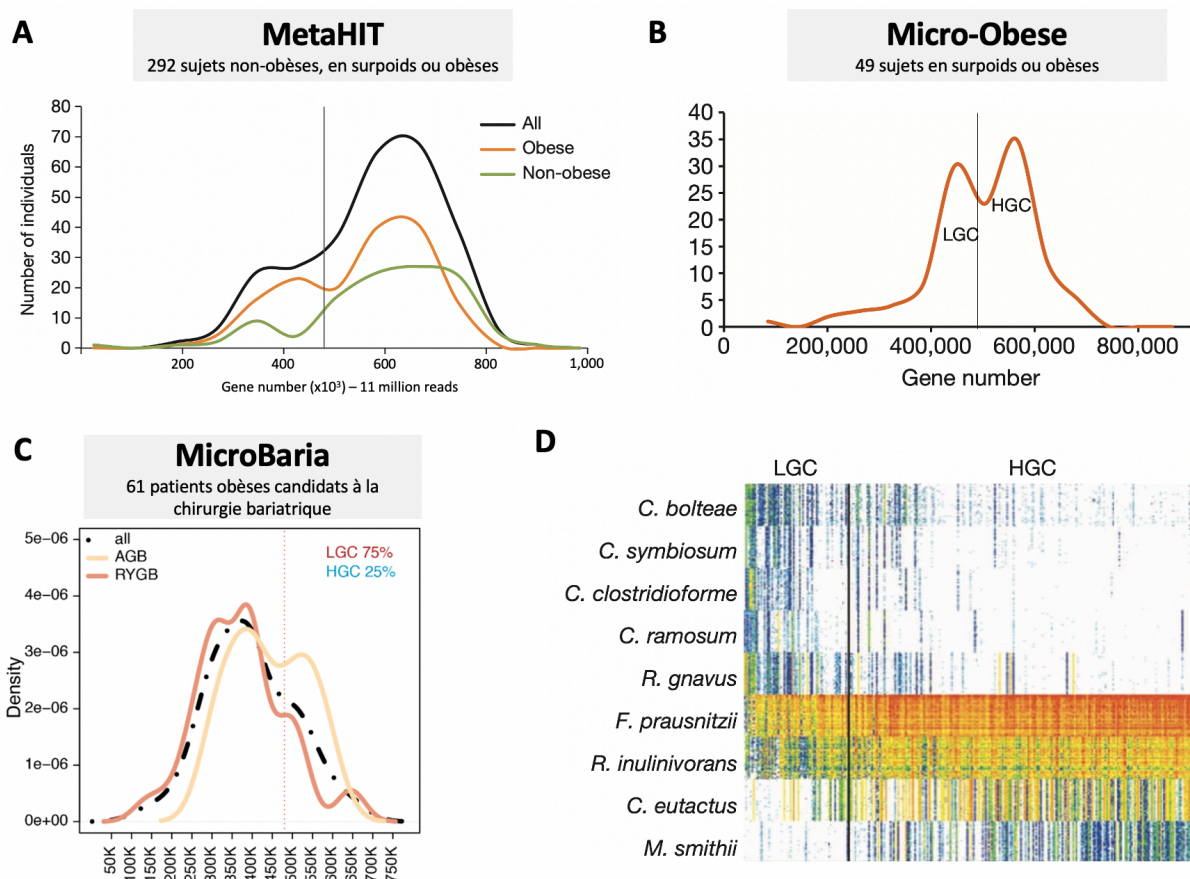 A
MetaHIT
292 sujets non-obèses, en surpoids ou obèses
80
70
60
50
40
30
20
10
0
Number of individuals
All
Obese
Non-obese
200
400
600
800
1,000
Gene number (x10³) – 11 million reads
B
Micro-Obese
49 sujets en surpoids ou obèses
40
35
30
25
20
15
10
5
0
LGC
HGC
0
200,000
400,000
600,000
800,000
Gene number
C
MicroBaria
61 patients obèses candidats à la
chirurgie bariatrique
5e−06
4e−06
3e−06
2e−06
1e−06
0e+00
Density
all
AGB
RYGB
LGC 75%
HGC 25%
50K
100K
150K
200K
250K
300K
350K
400K
450K
500K
550K
600K
650K
700K
750K
D
LGC
HGC
C. bolteae
C. symbiosum
C. clostridioforme
C. ramosum
R. gnavus
F. prausnitzii
R. inulinivorans
C. eutactus
M. smithii